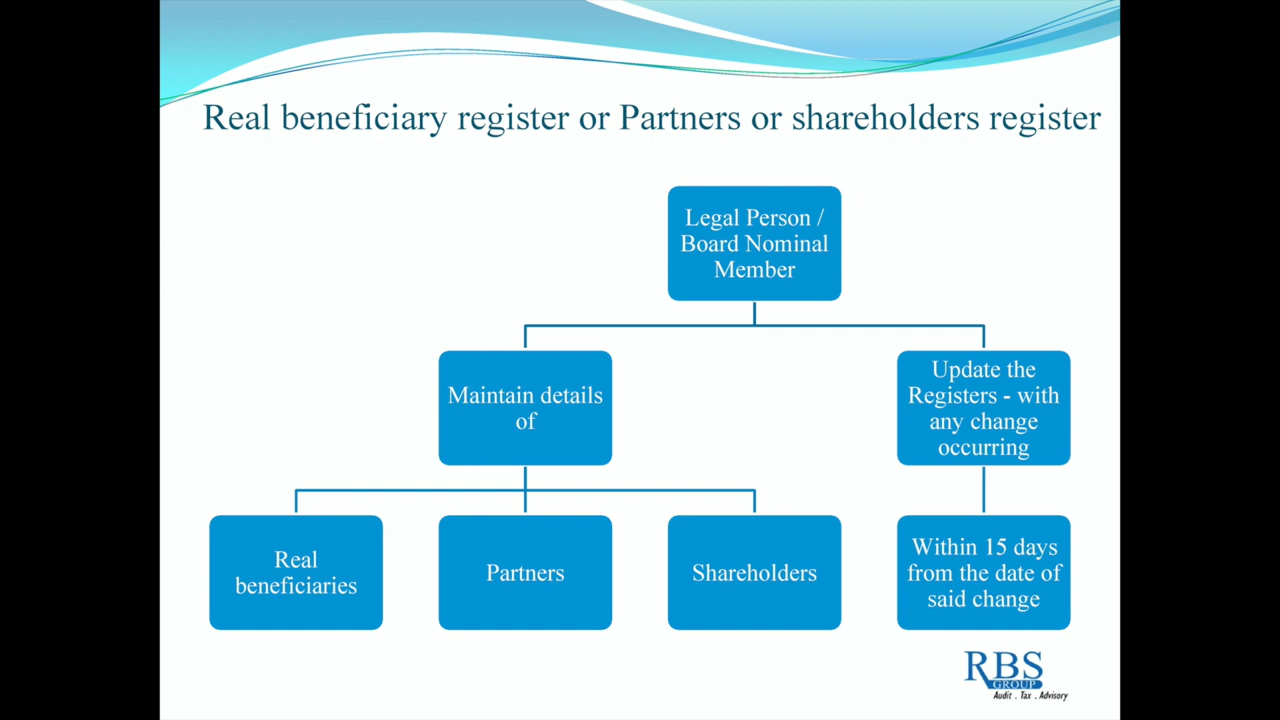 Real beneficiary register or Partners or shareholders register
Legal Person /
Board Nominal
Member
Maintain details
of
Update the
Registers - with
any change
occurring
Real
beneficiaries
Partners
Shareholders
Within 15 days
from the date of
said change
RBS
GROUP
Audit . Tax . Advisory